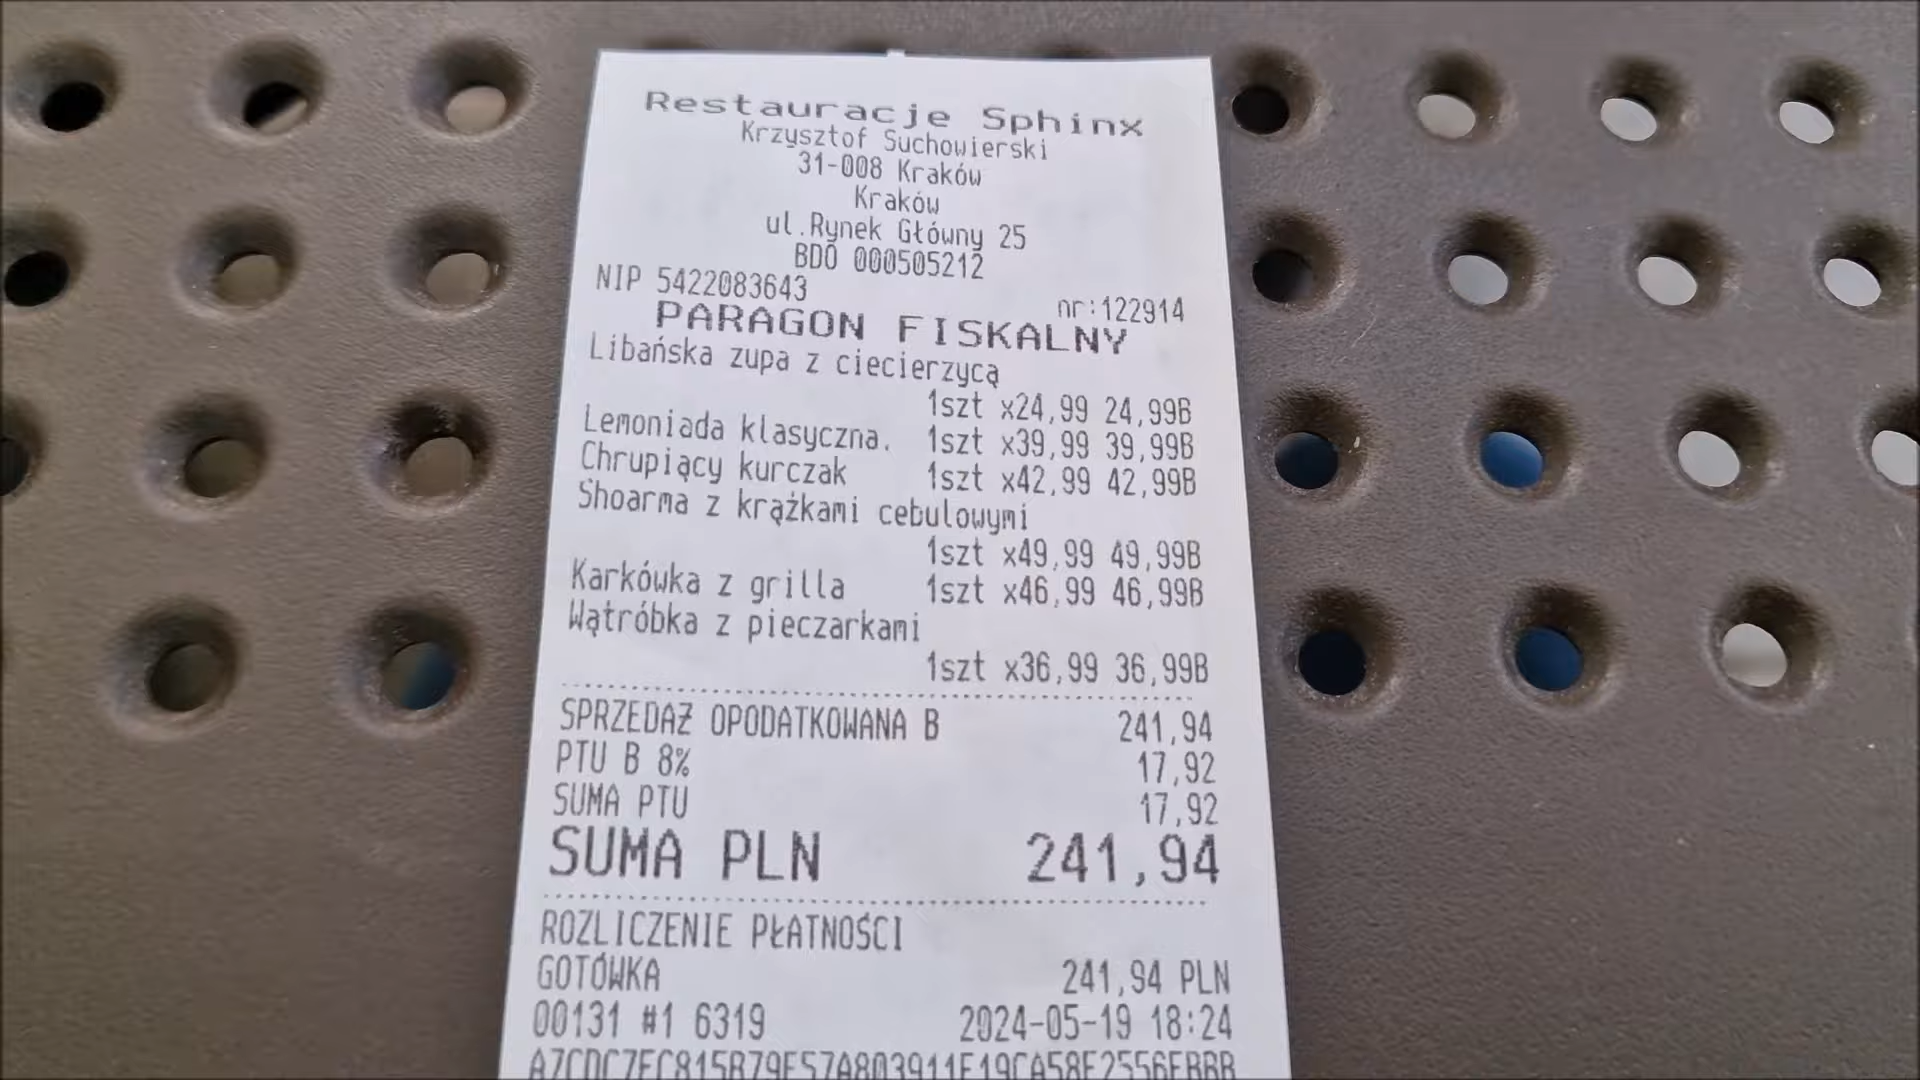 Restauracje Sphinx
Krzysztof Suchowierski
31-008 Kraków
Kraków
ul.Rynek Główny 25
BDO 000505212
NIP 5422083643
nr:122914
PARAGON FISKALNY
Libańska zupa z ciecierzycą
1szt x24,99 24,99B
Lemoniada klasyczna. 1szt x39,99 39,99B
Chrupiący kurczak 1szt x42,99 42,99B
Shoarma z krążkami cebulowymi
1szt x49,99 49,99B
Karkówka z grilla 1szt x46,99 46,99B
Wątróbka z pieczarkami
1szt x36,99 36,99B
SPRZEDAŻ OPODATKOWANA B 241,94
PTU B 8% 17,92
SUMA PTU 17,92
SUMA PLN 241,94
ROZLICZENIE PŁATNOŚCI
GOTÓWKA 241,94 PLN
00131 #1 6319 2024-05-19 18:24